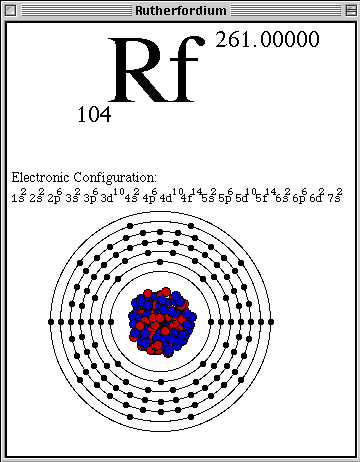 Rutherfordium
Rf 261.00000
104
Electronic Configuration:
1s2 2s2 2p6 3s2 3p6 3d10 4s2 4p6 4d10 4f14 5s2 5p6 5d10 5f14 6s2 6p6 6d2 7s2